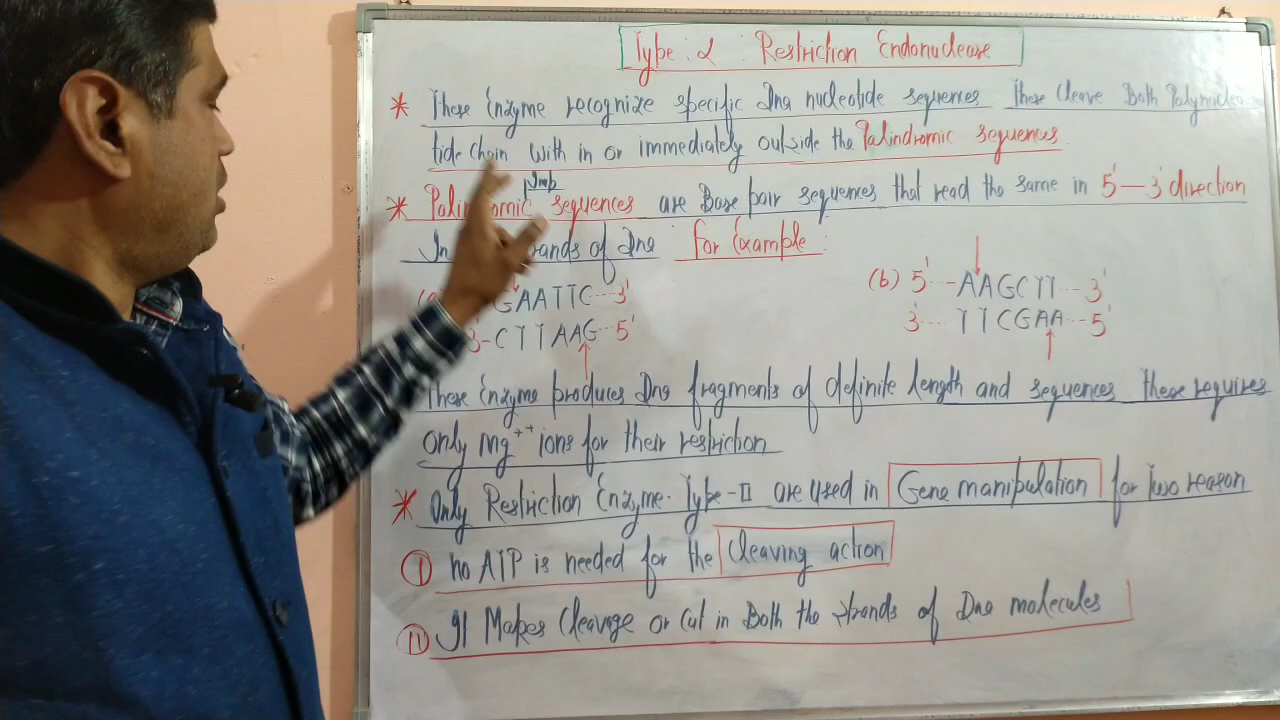 Type : 2 : Restriction Endonuclease
* These Enzyme recognize specific Dna nucleotide sequences These Cleave Both Polynucleo
tide chain with in or immediately outside the Palindromic sequences.
Imp
* Palindromic sequences are Base pair sequences that read the same in 5' — 3' direction
In of Dna for Example :
GAATTC --- 3' (b) 5' --- AAGCTT --- 3'
3' - CTTAAG --- 5' 3' --- TTCGAA --- 5'
These Enzyme produces Dna fragments of definite length and sequences these requires
only mg++ ions for their restriction
* Only Restriction Enzyme. Type-II are used in Gene manipulation for Two reason
I no ATP is needed for the Cleaving action
II It Makes Cleavage or Cut in Both the strands of Dna molecules